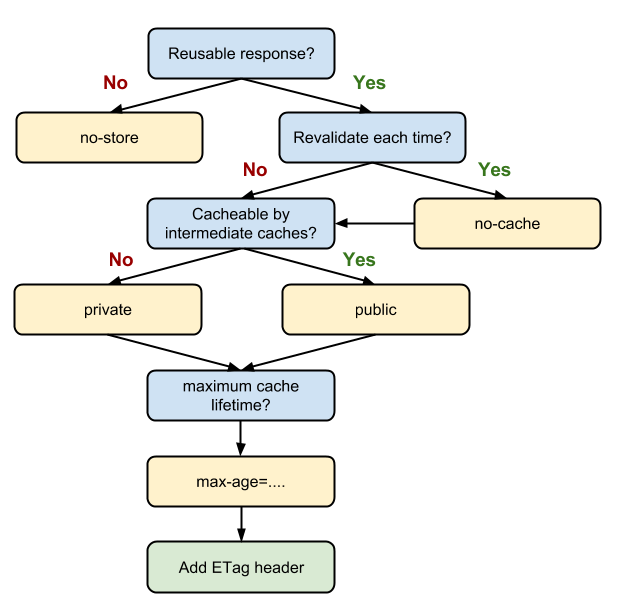 Reusable response?
No
Yes
no-store
Revalidate each time?
No
Yes
Cacheable by
intermediate caches?
no-cache
No
Yes
private
public
maximum cache
lifetime?
max-age=....
Add ETag header